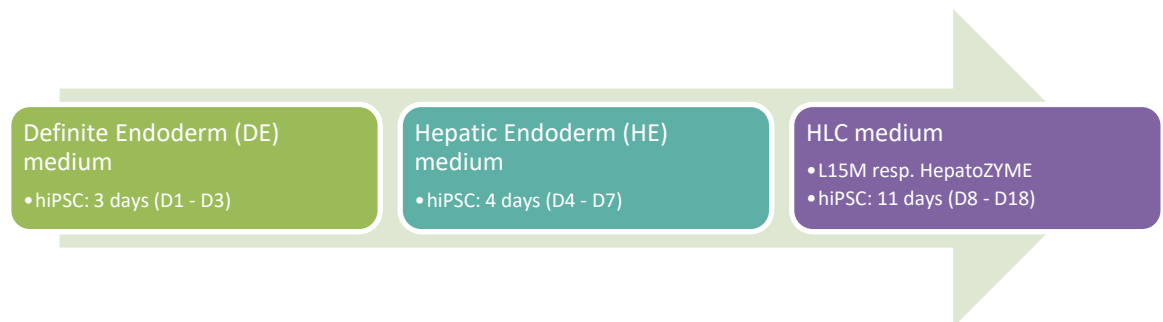 Definite Endoderm (DE)
medium
•hiPSC: 3 days (D1 - D3)
Hepatic Endoderm (HE)
medium
•hiPSC: 4 days (D4 - D7)
HLC medium
•L15M resp. HepatoZYME
•hiPSC: 11 days (D8 - D18)